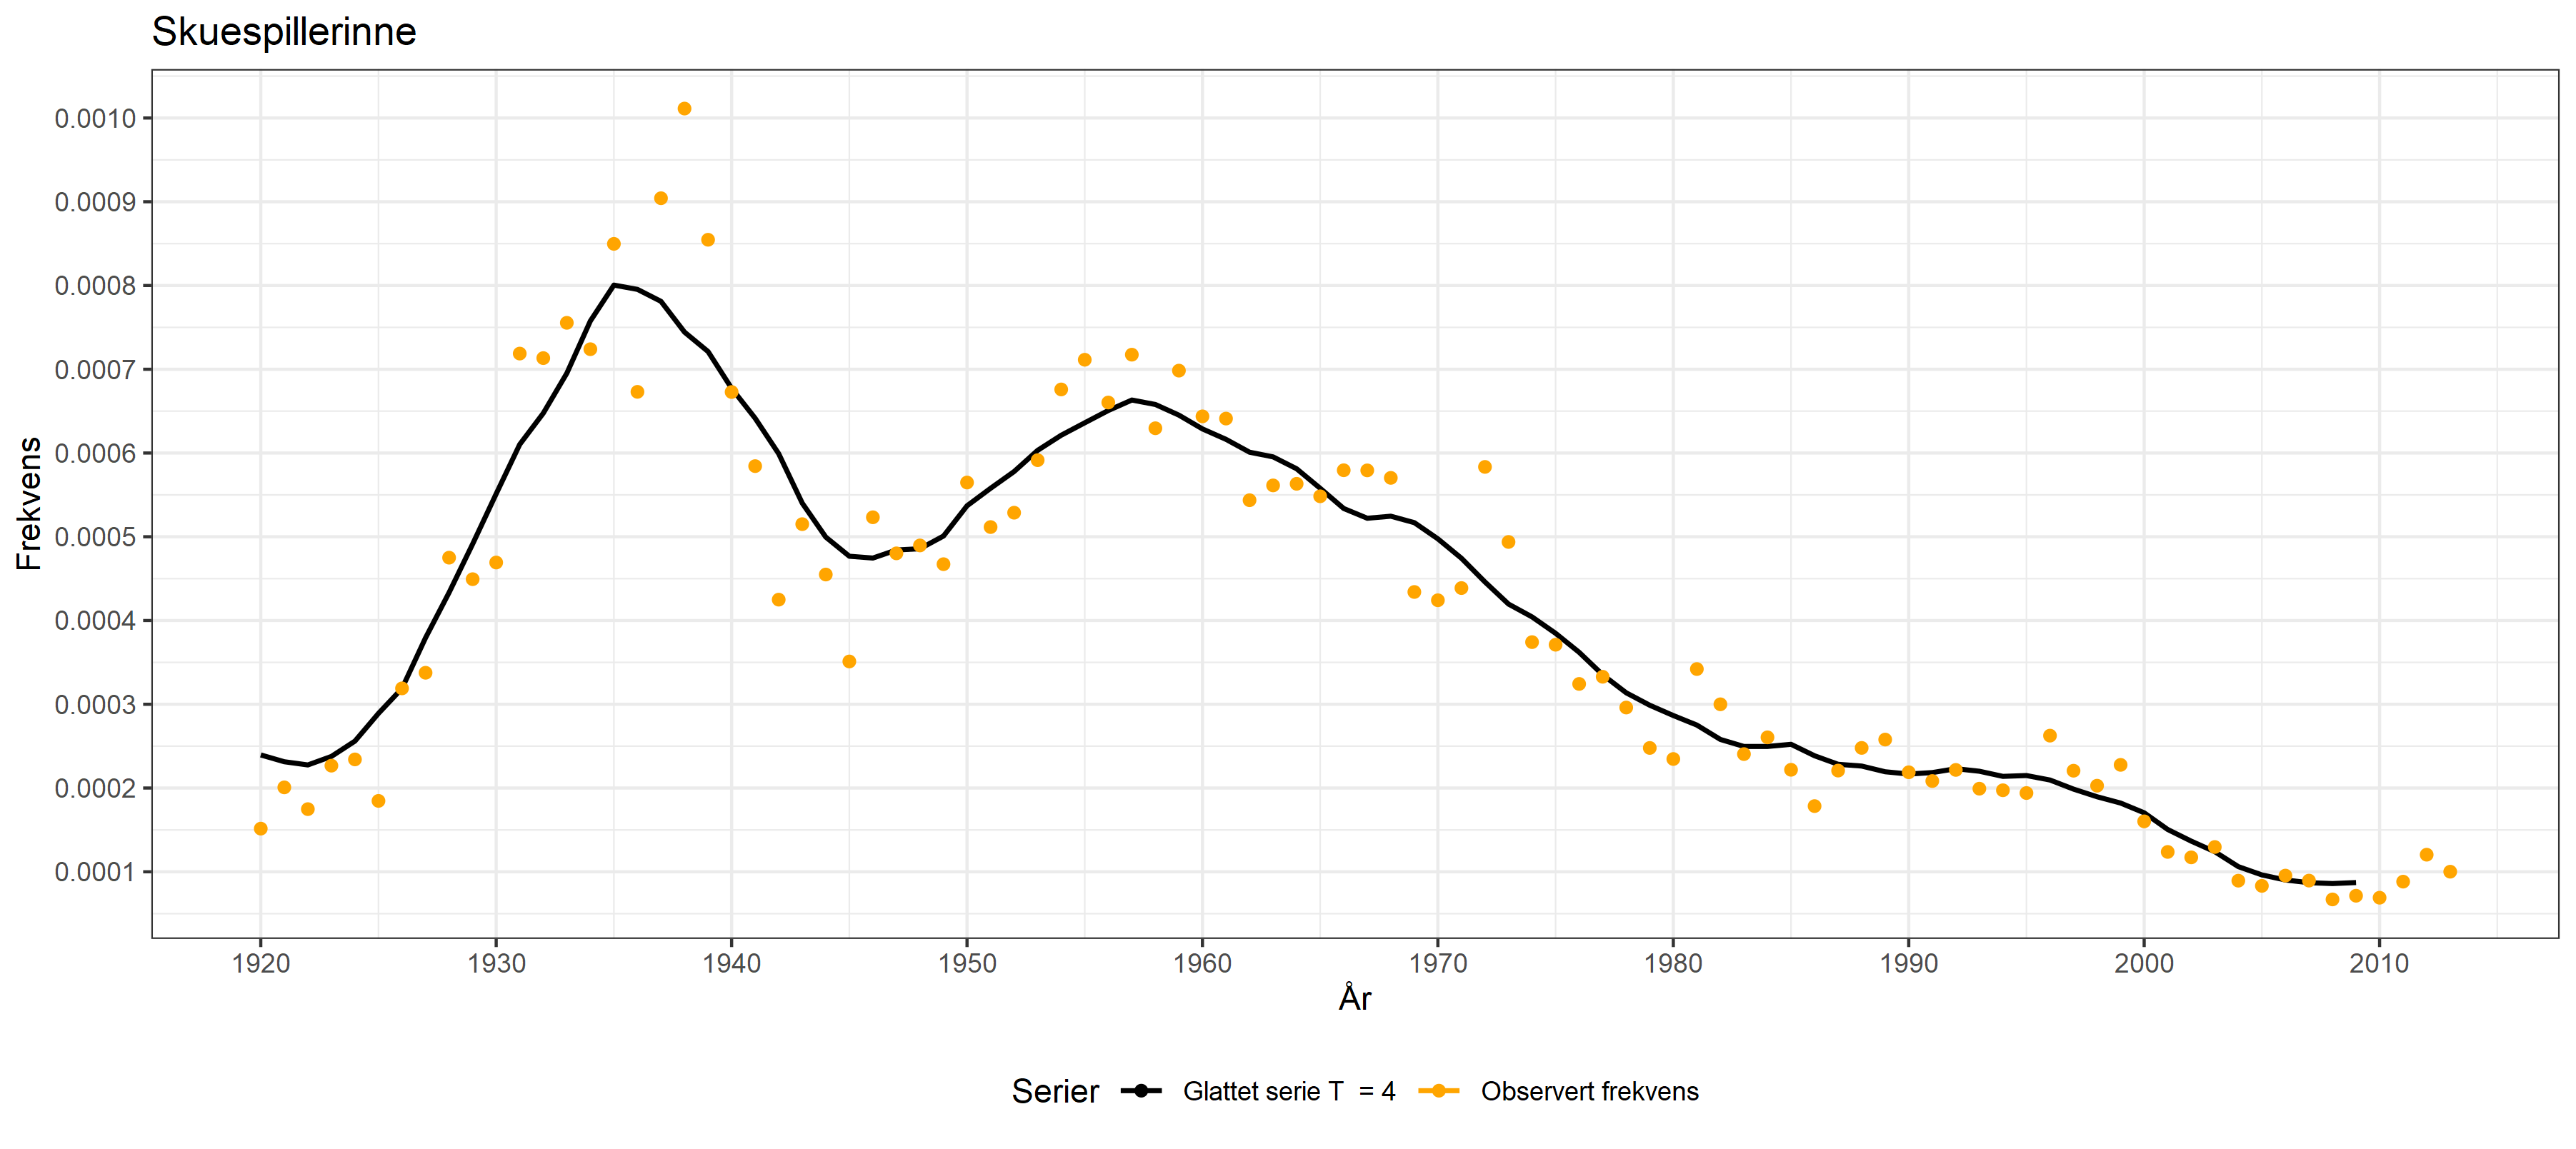 Skuespillerinne
Frekvens
0.0010
0.0009
0.0008
0.0007
0.0006
0.0005
0.0004
0.0003
0.0002
0.0001
1920 1930 1940 1950 1960 1970 1980 1990 2000 2010
År
Serier Glattet serie T = 4 Observert frekvens